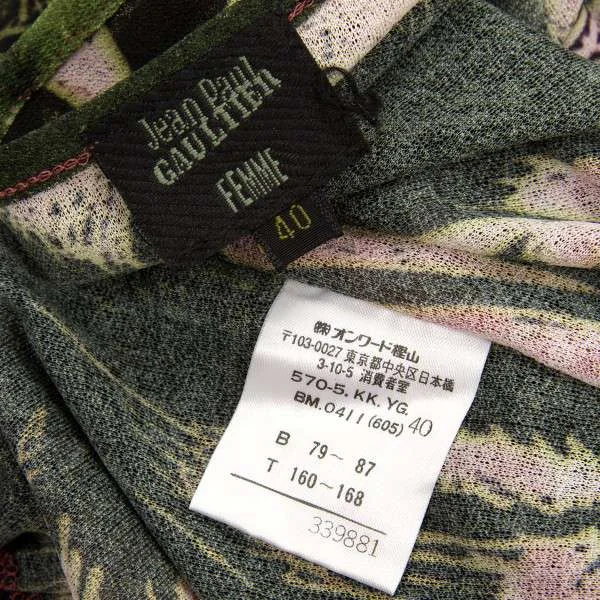 Jean Paul
GAULTIER
FEMME
40
㈱オンワード樫山
〒103-0027 東京都中央区日本橋
3-10-5 消費者室
570-5. KK. YG.
BM. 0411 (605) 40
B 79～87
T 160～168
339881